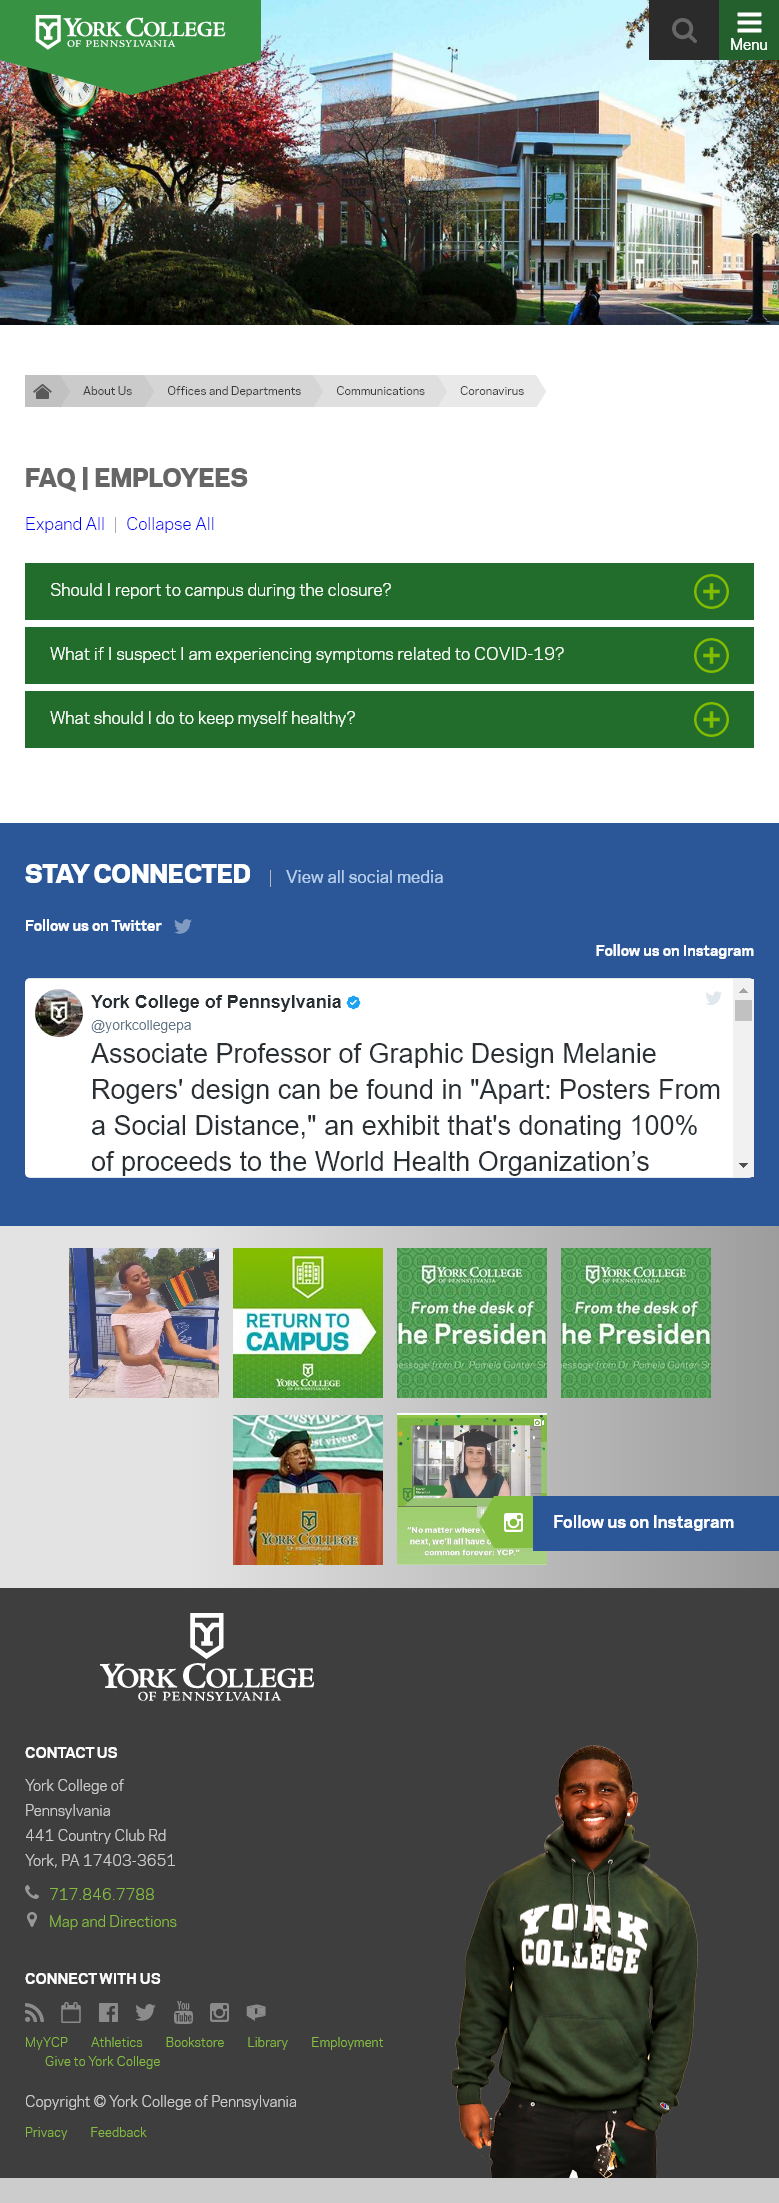 YORK COLLEGE
OF PENNSYLVANIA
Menu
About Us
Offices and Departments
Communications
Coronavirus
FAQ | EMPLOYEES
Expand All | Collapse All
Should I report to campus during the closure?
What if I suspect I am experiencing symptoms related to COVID-19?
What should I do to keep myself healthy?
STAY CONNECTED | View all social media
Follow us on Twitter
Follow us on Instagram
York College of Pennsylvania
@yorkcollegepa
Associate Professor of Graphic Design Melanie
Rogers' design can be found in "Apart: Posters From
a Social Distance," an exhibit that's donating 100%
of proceeds to the World Health Organization's
RETURN TO
CAMPUS
YORK COLLEGE
OF PENNSYLVANIA
YORK COLLEGE
OF PENNSYLVANIA
From the desk of
he Presiden
essage from Dr. Pamela Gunter-Sm
YORK COLLEGE
OF PENNSYLVANIA
From the desk of
he Presiden
essage from Dr. Pamela Gunter-Sm
YORK COLLEGE
"No matter where
next, we'll all have
common forever: YCP."
Follow us on Instagram
YORK COLLEGE
OF PENNSYLVANIA
CONTACT US
York College of
Pennsylvania
441 Country Club Rd
York, PA 17403-3651
717.846.7788
Map and Directions
CONNECT WITH US
You
Tube
MyYCP Athletics Bookstore Library Employment
Give to York College
Copyright © York College of Pennsylvania
Privacy Feedback
YORK
COLLEGE